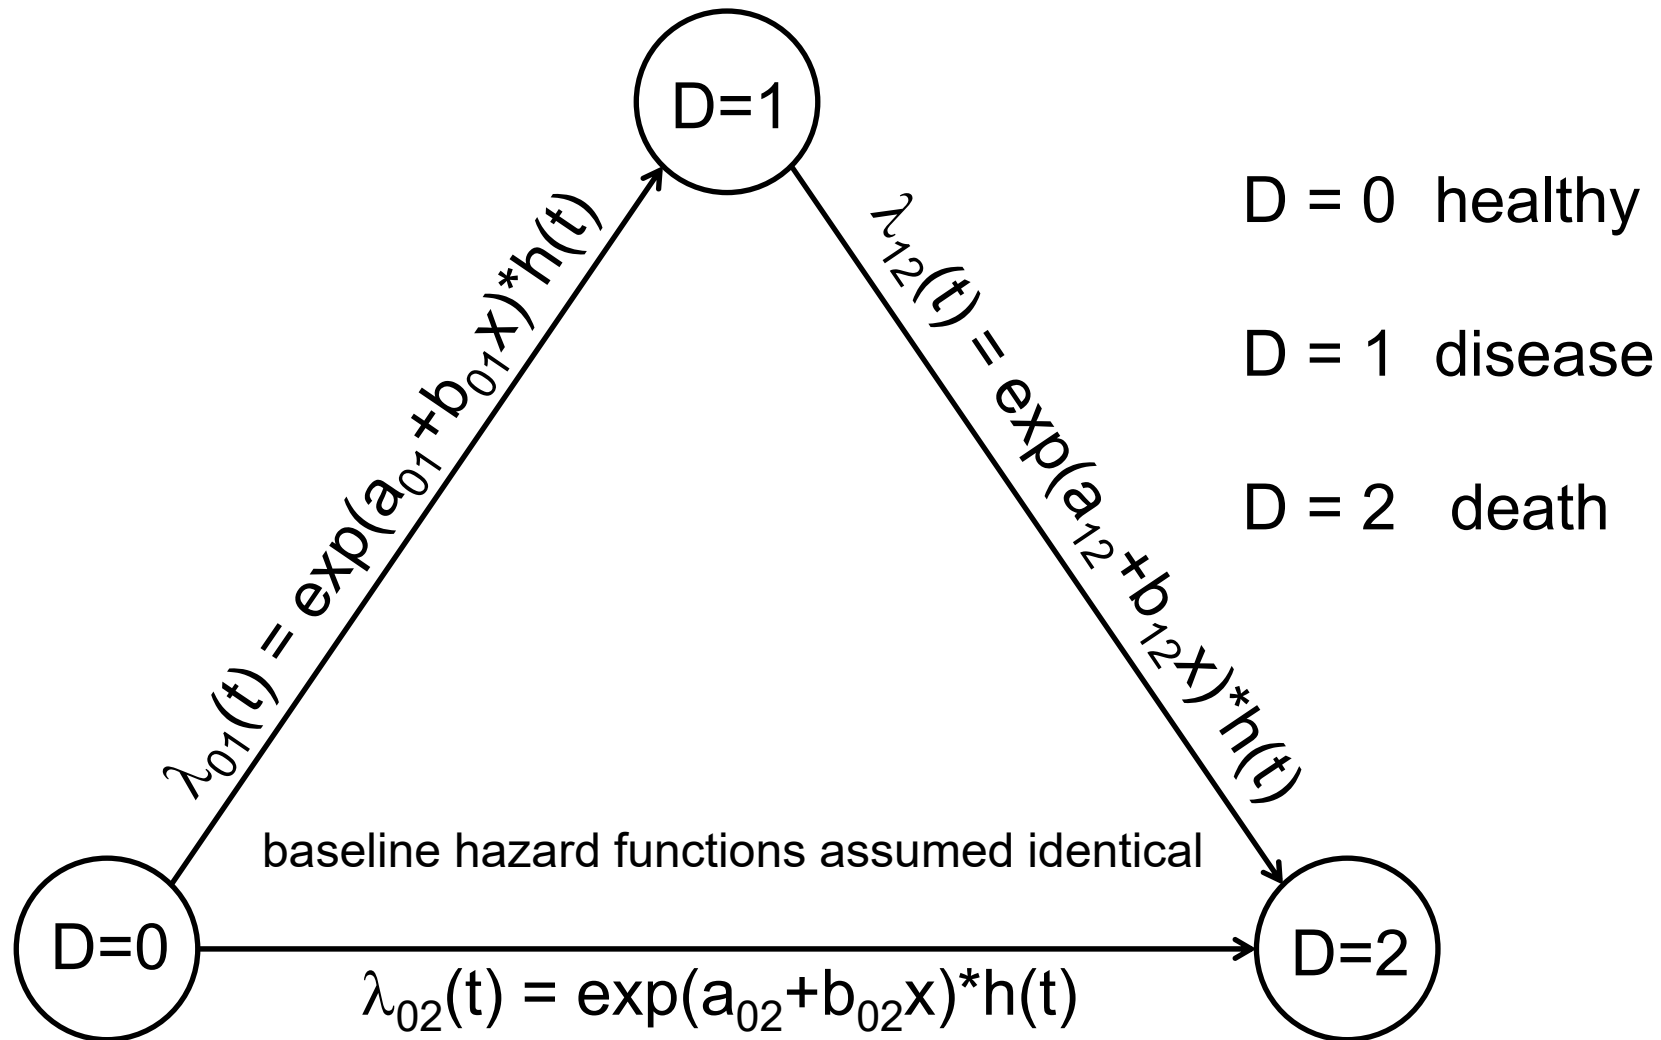 D=1
D = 0 healthy
D = 1 disease
D = 2 death
λ₀₁(t) = exp(a₀₁+b₀₁x)*h(t)
λ₁₂(t) = exp(a₁₂+b₁₂x)*h(t)
baseline hazard functions assumed identical
D=0
D=2
λ₀₂(t) = exp(a₀₂+b₀₂x)*h(t)